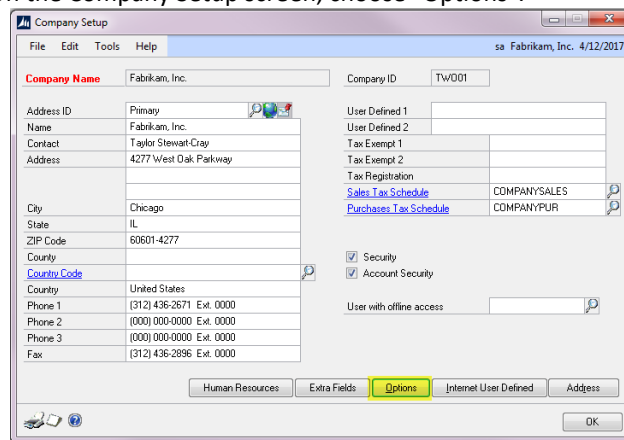 the Company Setup screen, choose "Options".
Company Setup
File Edit Tools Help sa Fabrikam, Inc. 4/12/2017
Company Name Fabrikam, Inc. Company ID TWO01
Address ID Primary User Defined 1
Name Fabrikam, Inc. User Defined 2
Contact Taylor Stewart-Cray Tax Exempt 1
Address 4277 West Oak Parkway Tax Exempt 2
Tax Registration
Sales Tax Schedule COMPANYSALES
City Chicago Purchases Tax Schedule COMPANYPUR
State IL
ZIP Code 60601-4277
County Security
Country Code Account Security
Country United States
Phone 1 (312) 436-2671 Ext. 0000 User with offline access
Phone 2 (000) 000-0000 Ext. 0000
Phone 3 (000) 000-0000 Ext. 0000
Fax (312) 436-2896 Ext. 0000
Human Resources Extra Fields Options Internet User Defined Address
OK